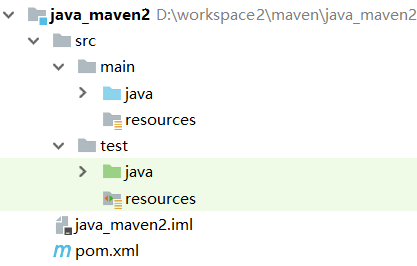 java_maven2 D:\workspace2\maven\java_maven2
src
main
java
resources
test
java
resources
java_maven2.iml
pom.xml